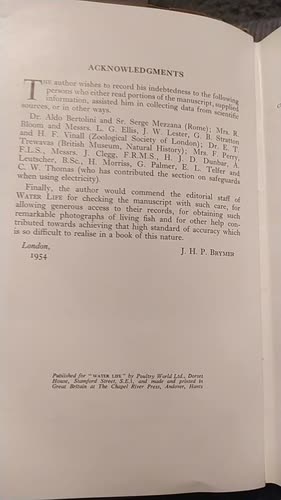 ACKNOWLEDGMENTS
THE author wishes to record his indebtedness to the following
persons who either read portions of the manuscript, supplied
information, assisted him in collecting data from scientific
sources, or in other ways.
Dr. Aldo Bertolini and Sr. Serge Mezzana (Rome); Mrs. R.
Bloom and Messrs. L. G. Ellis, J. W. Lester, G. B. Stratton
and H. F. Vinall (Zoological Society of London); Dr. E. T.
Trewavas (British Museum, Natural History); Mrs. F. Perry,
F.L.S., Messrs. J. Clegg, F.R.M.S., H. J. D. Dunbar, A.
Leutscher, B.Sc., H. Morriss, G. Palmer, E. L. Telfer and
C. W. Thomas (who has contributed the section on safeguards
when using electricity).
Finally, the author would commend the editorial staff of
WATER LIFE for checking the manuscript with such care, for
allowing generous access to their records, for obtaining such
remarkable photographs of living fish and for other help con-
tributed towards achieving that high standard of accuracy which
is so difficult to realise in a book of this nature.
London, J. H. P. BRYMER
1954
Published for "WATER LIFE" by Poultry World Ltd., Dorset
House, Stamford Street, S.E.1, and made and printed in
Great Britain at The Chapel River Press, Andover, Hants